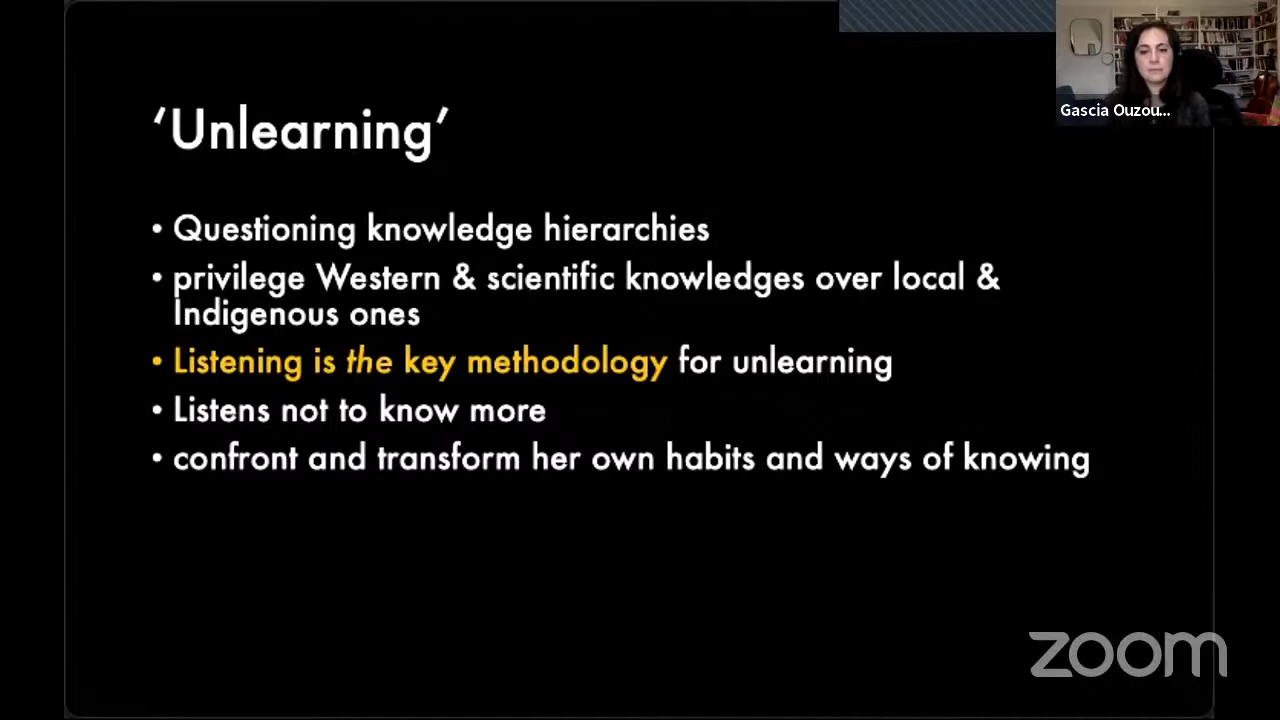 Gascia Ouzou...
‘Unlearning’
• Questioning knowledge hierarchies
• privilege Western & scientific knowledges over local &
Indigenous ones
• Listening is the key methodology for unlearning
• Listens not to know more
• confront and transform her own habits and ways of knowing
zoom